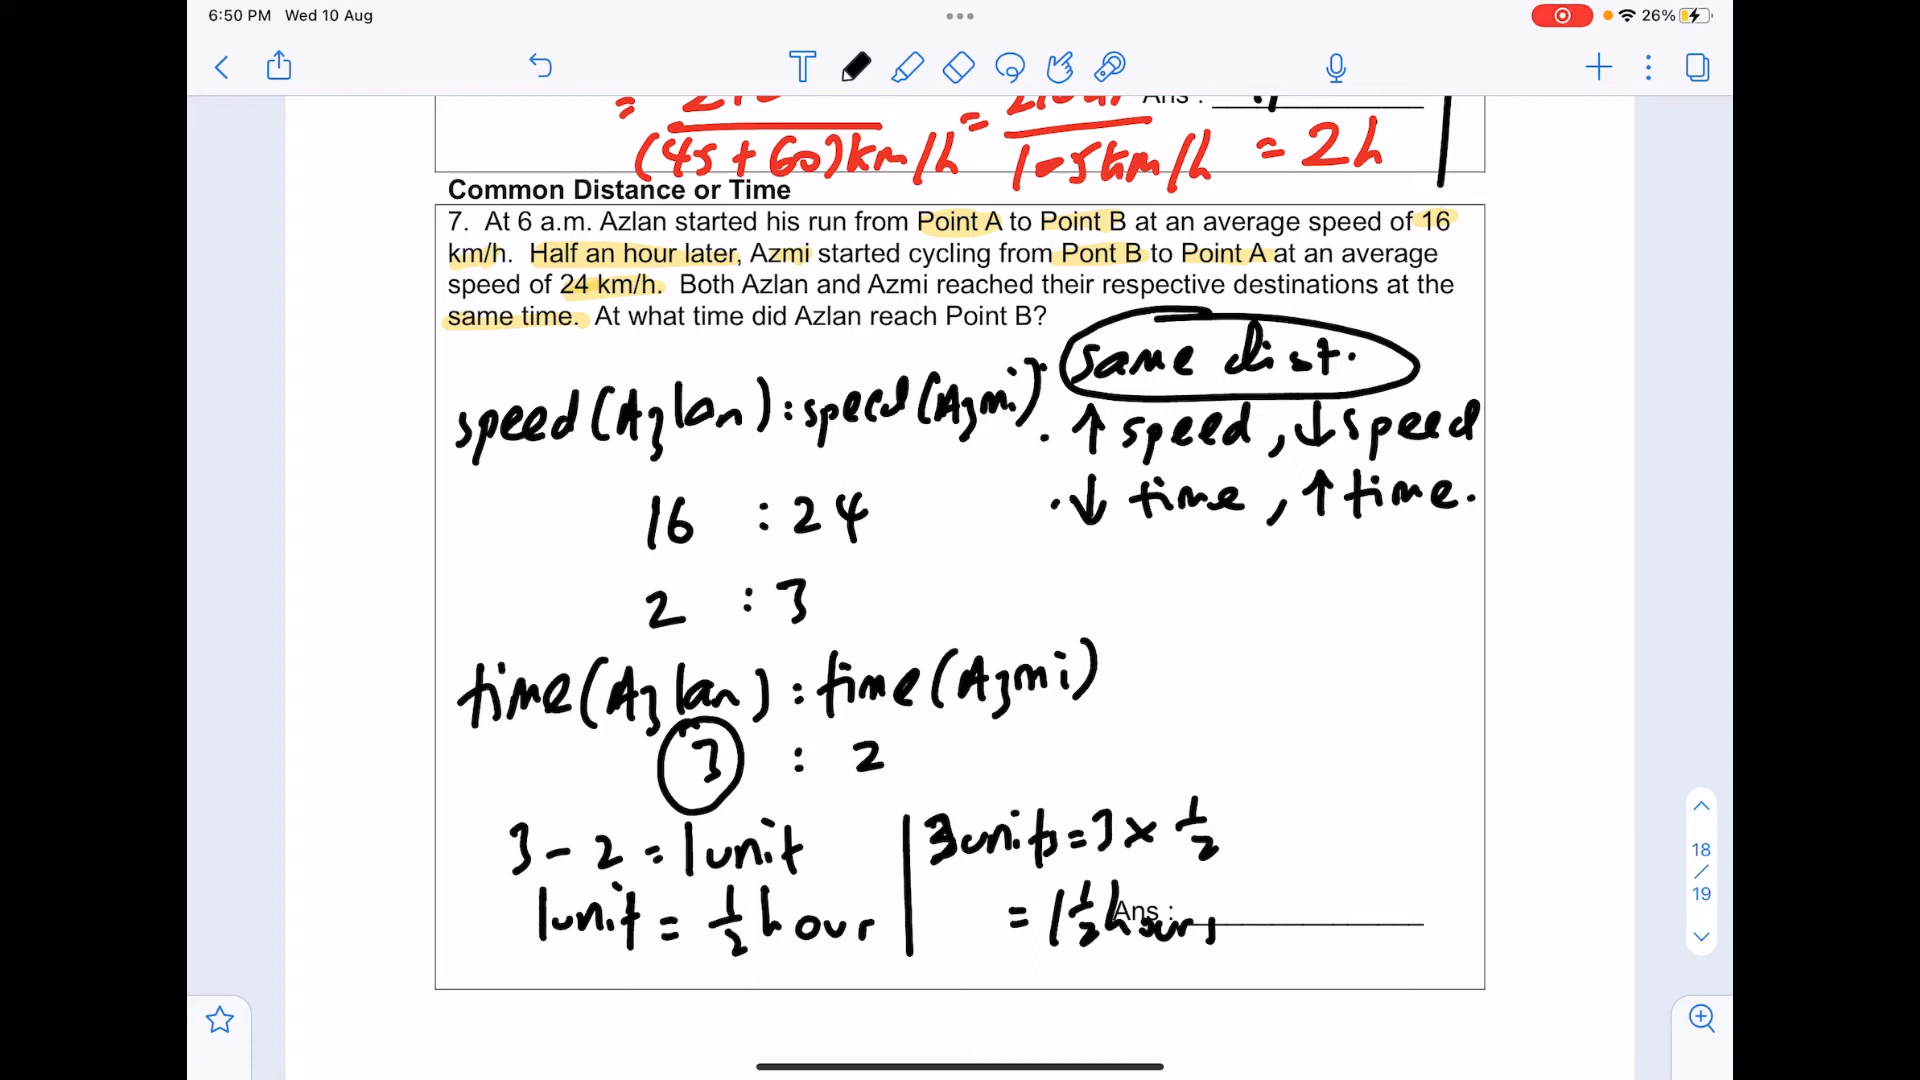 6:50 PM Wed 10 Aug
26%
Ans :
= (45 + 60)km/h = 105km/h = 2h
Common Distance or Time
7. At 6 a.m. Azlan started his run from Point A to Point B at an average speed of 16
km/h. Half an hour later, Azmi started cycling from Pont B to Point A at an average
speed of 24 km/h. Both Azlan and Azmi reached their respective destinations at the
same time. At what time did Azlan reach Point B?
same dist.
speed(Azlan) : speed(Azmi)
. ↑ speed, ↓ speed
16 : 24
. ↓ time, ↑ time.
2 : 3
time(Azlan) : time(Azmi)
3 : 2
3 - 2 = 1 unit
3 units = 3 × 1/2
1 unit = 1/2 hour
= 1 1/2 hours
Ans :
18
/
19